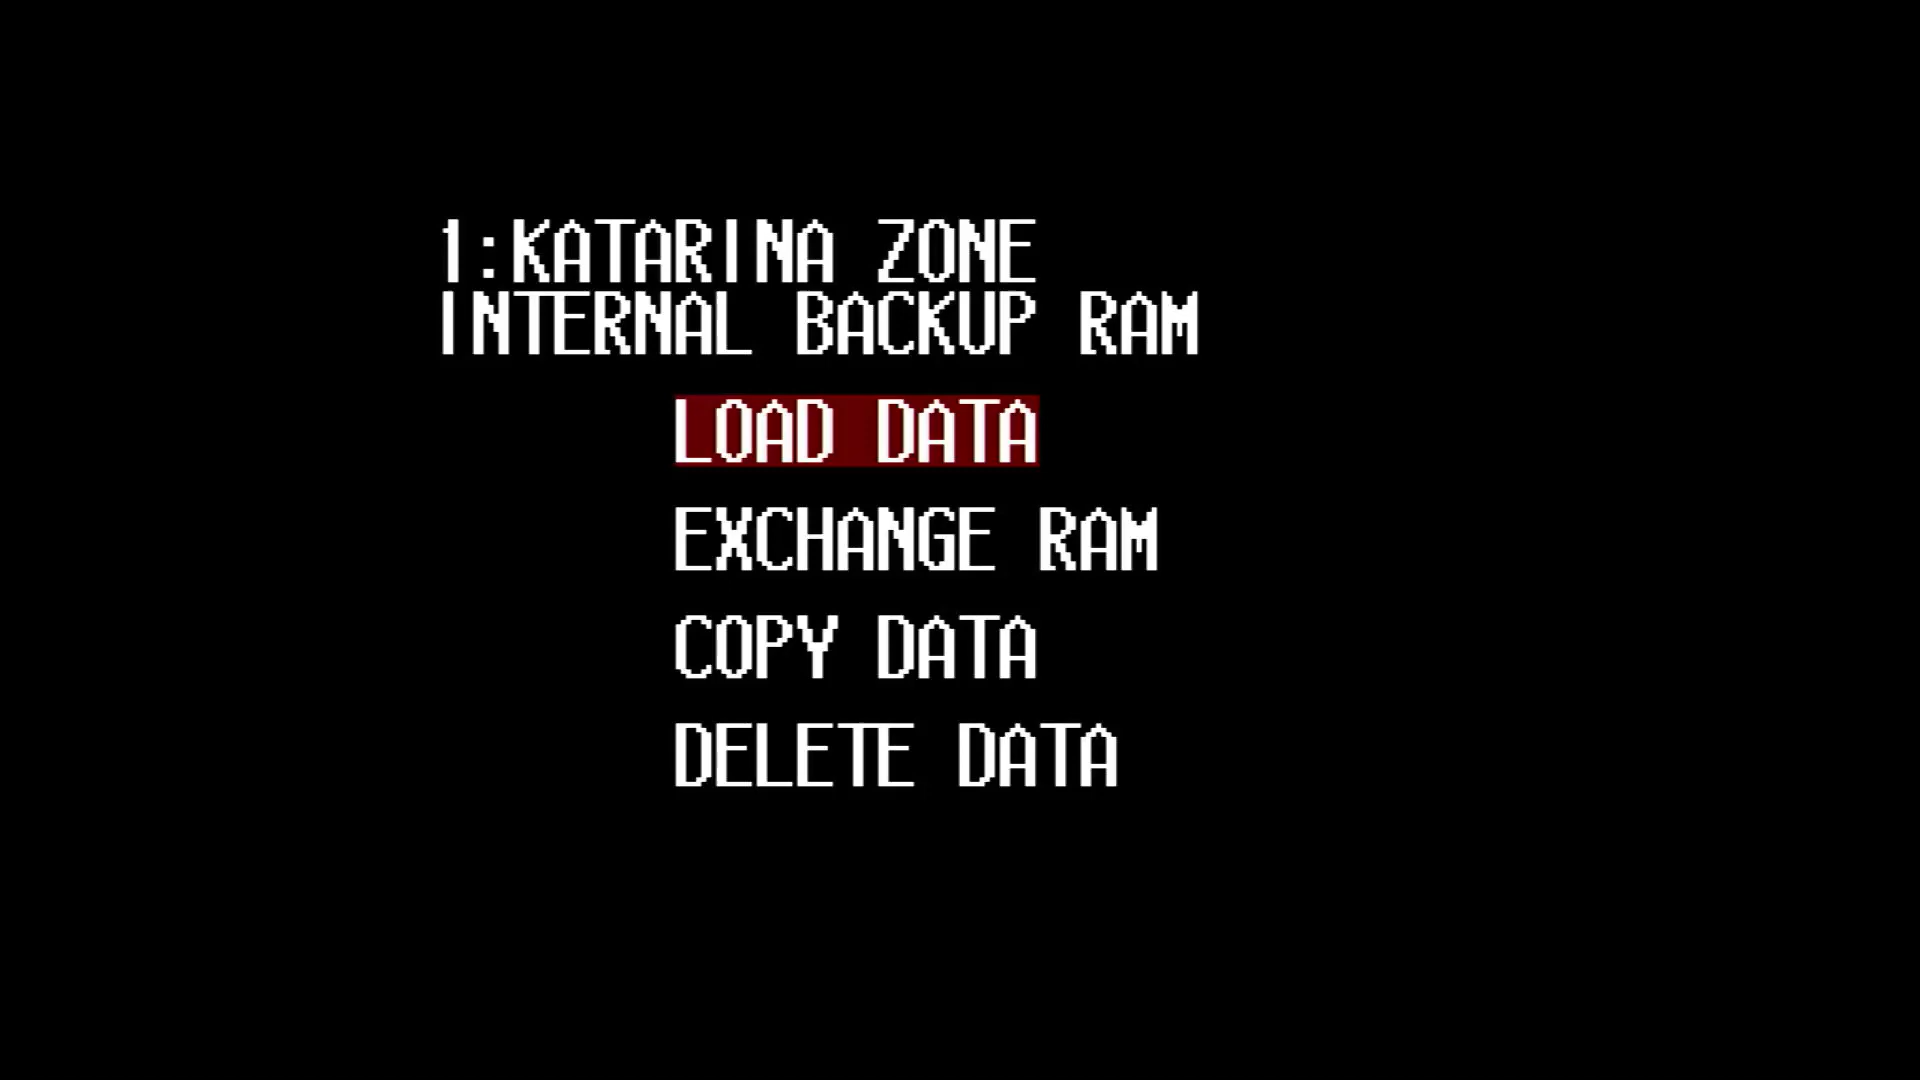 1:KATARINA ZONE
INTERNAL BACKUP RAM
LOAD DATA
EXCHANGE RAM
COPY DATA
DELETE DATA